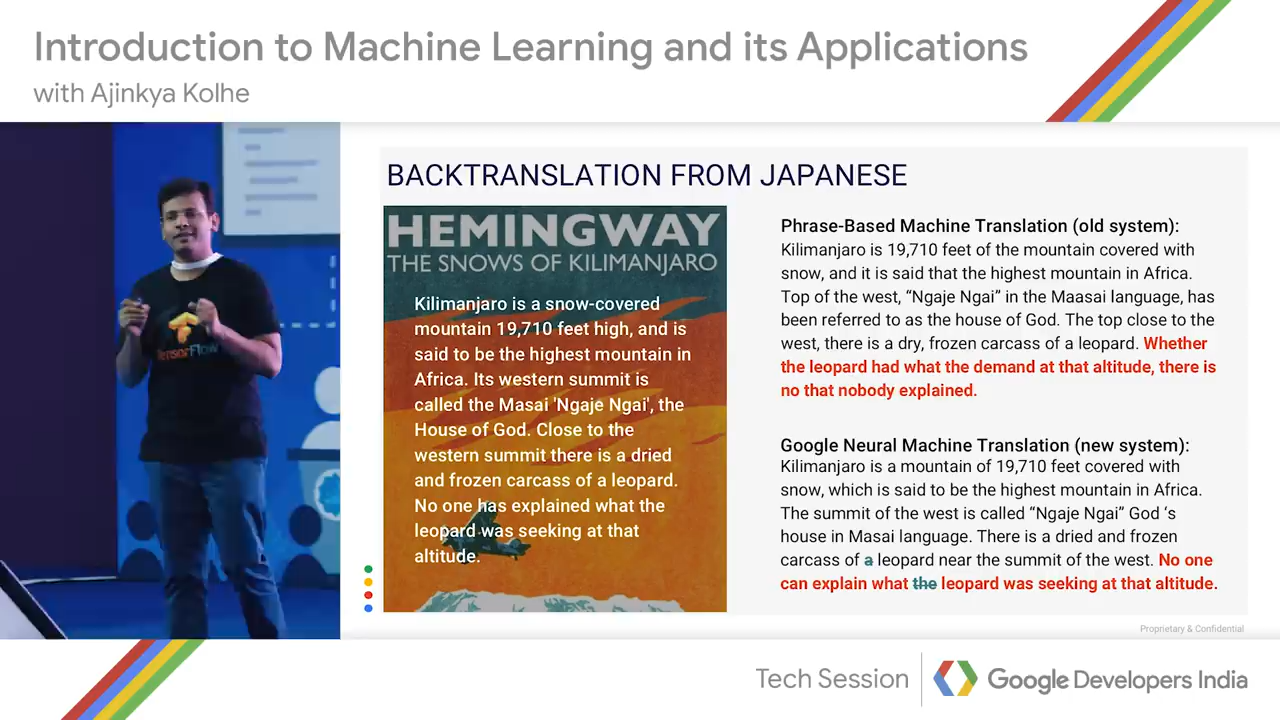 Introduction to Machine Learning and its Applications
with Ajinkya Kolhe
TensorFlow
BACKTRANSLATION FROM JAPANESE
HEMINGWAY
THE SNOWS OF KILIMANJARO
Kilimanjaro is a snow-covered
mountain 19,710 feet high, and is
said to be the highest mountain in
Africa. Its western summit is
called the Masai 'Ngaje Ngai', the
House of God. Close to the
western summit there is a dried
and frozen carcass of a leopard.
No one has explained what the
leopard was seeking at that
altitude.
Phrase-Based Machine Translation (old system):
Kilimanjaro is 19,710 feet of the mountain covered with
snow, and it is said that the highest mountain in Africa.
Top of the west, “Ngaje Ngai” in the Maasai language, has
been referred to as the house of God. The top close to the
west, there is a dry, frozen carcass of a leopard. Whether
the leopard had what the demand at that altitude, there is
no that nobody explained.
Google Neural Machine Translation (new system):
Kilimanjaro is a mountain of 19,710 feet covered with
snow, which is said to be the highest mountain in Africa.
The summit of the west is called “Ngaje Ngai” God ‘s
house in Masai language. There is a dried and frozen
carcass of a leopard near the summit of the west. No one
can explain what the leopard was seeking at that altitude.
Proprietary & Confidential
Tech Session
Google Developers India